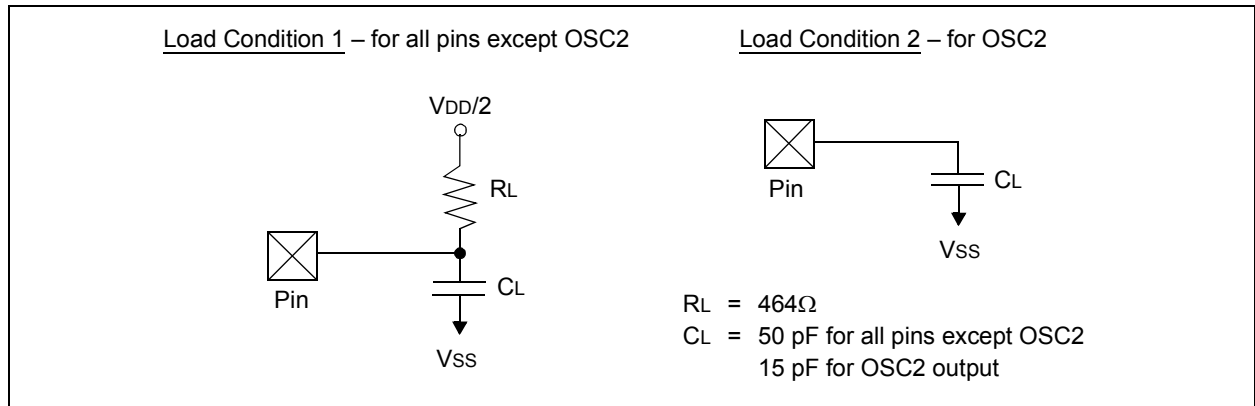 Load Condition 1 – for all pins except OSC2
VDD/2
RL
Pin
CL
VSS
Load Condition 2 – for OSC2
Pin
CL
VSS
RL = 464Ω
CL = 50 pF for all pins except OSC2
15 pF for OSC2 output